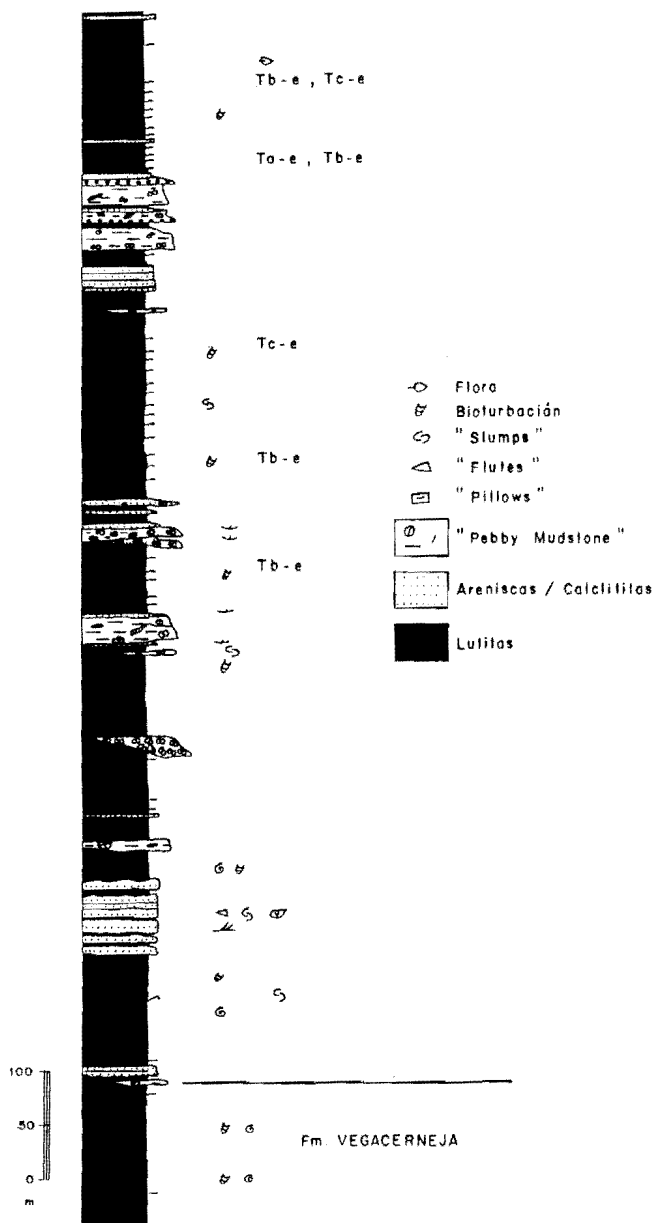 Tb-e , Tc-e
Ta-e , Tb-e
Tc-e
Tb-e
Tb-e
Flora
Bioturbación
"Slumps"
"Flutes"
"Pillows"
"Pebby Mudstone"
Areniscas / Calclititas
Lutitas
100
50
0
m
Fm. VEGACERNEJA